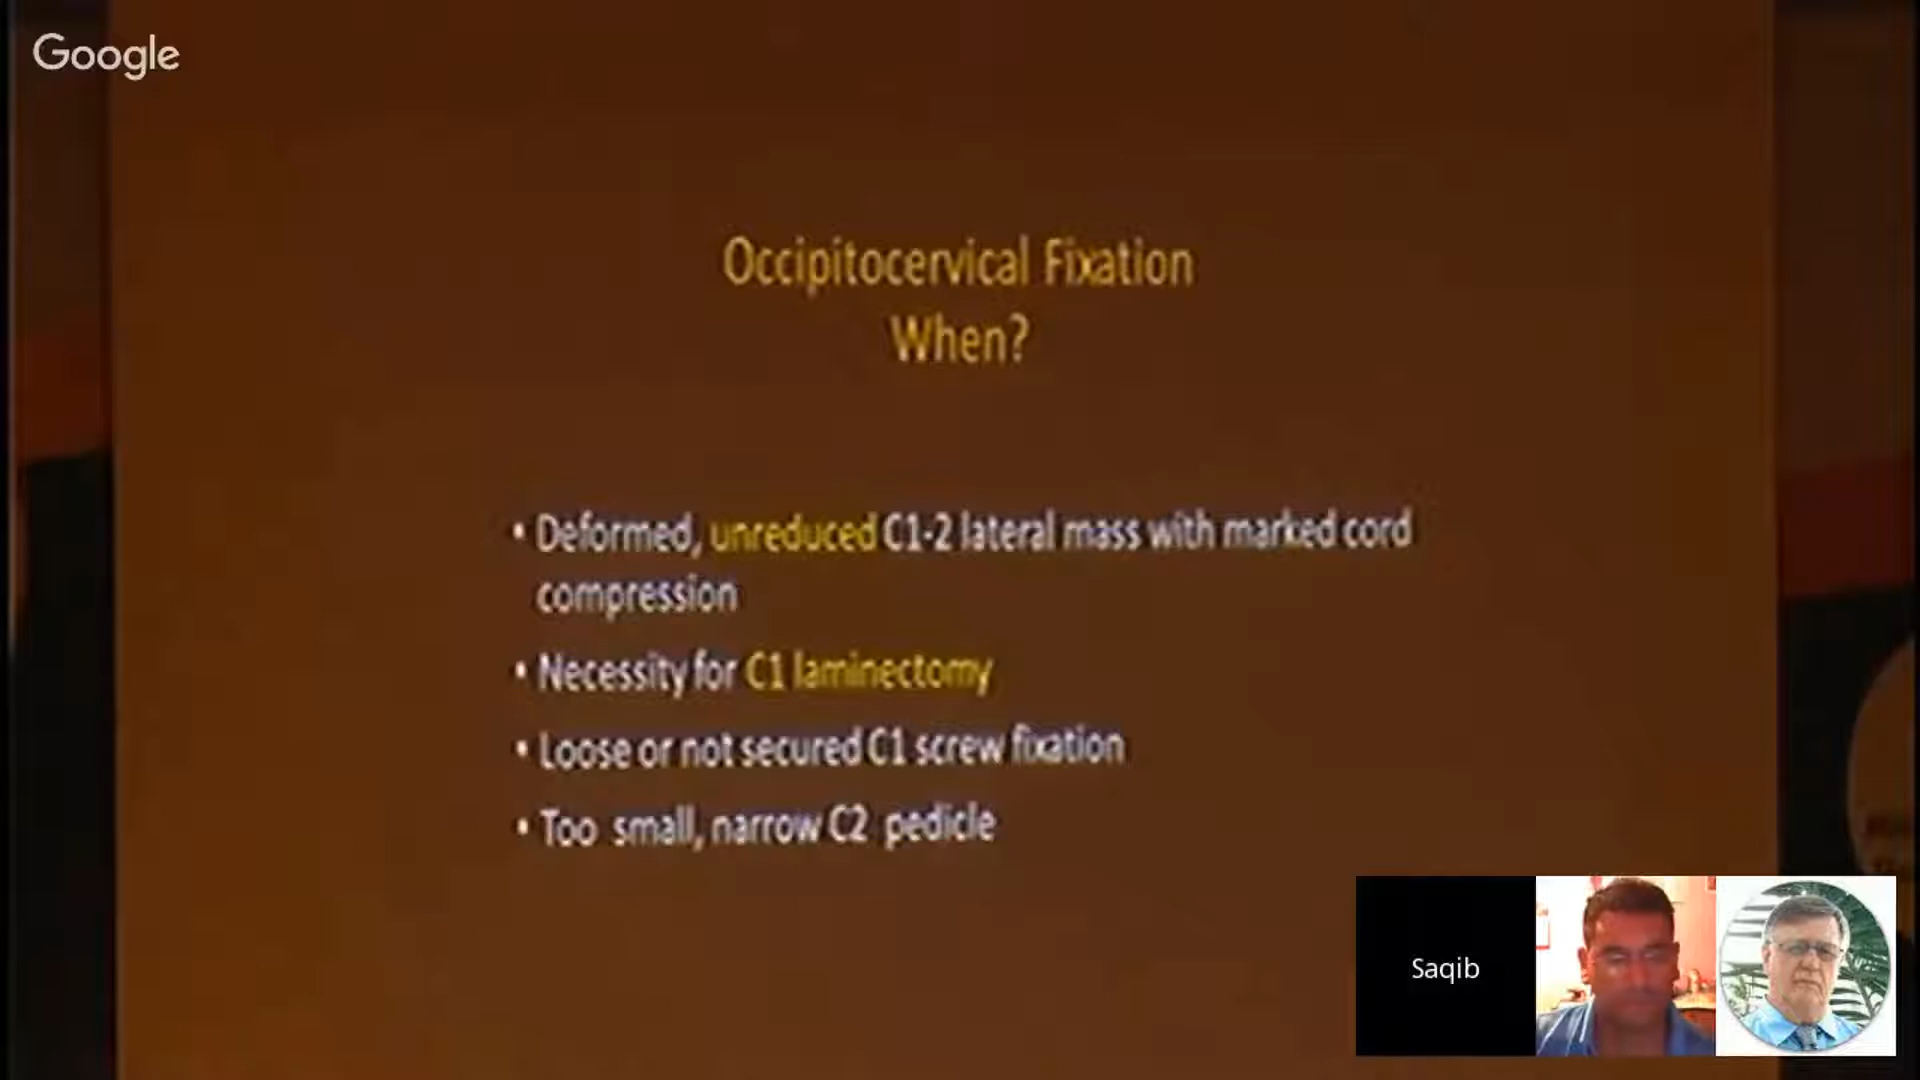 Google
Occipitocervical Fixation
When?
• Deformed, unreduced C1-2 lateral mass with marked cord
compression
• Necessity for C1 laminectomy
• Loose or not secured C1 screw fixation
• Too small, narrow C2 pedicle
Saqib